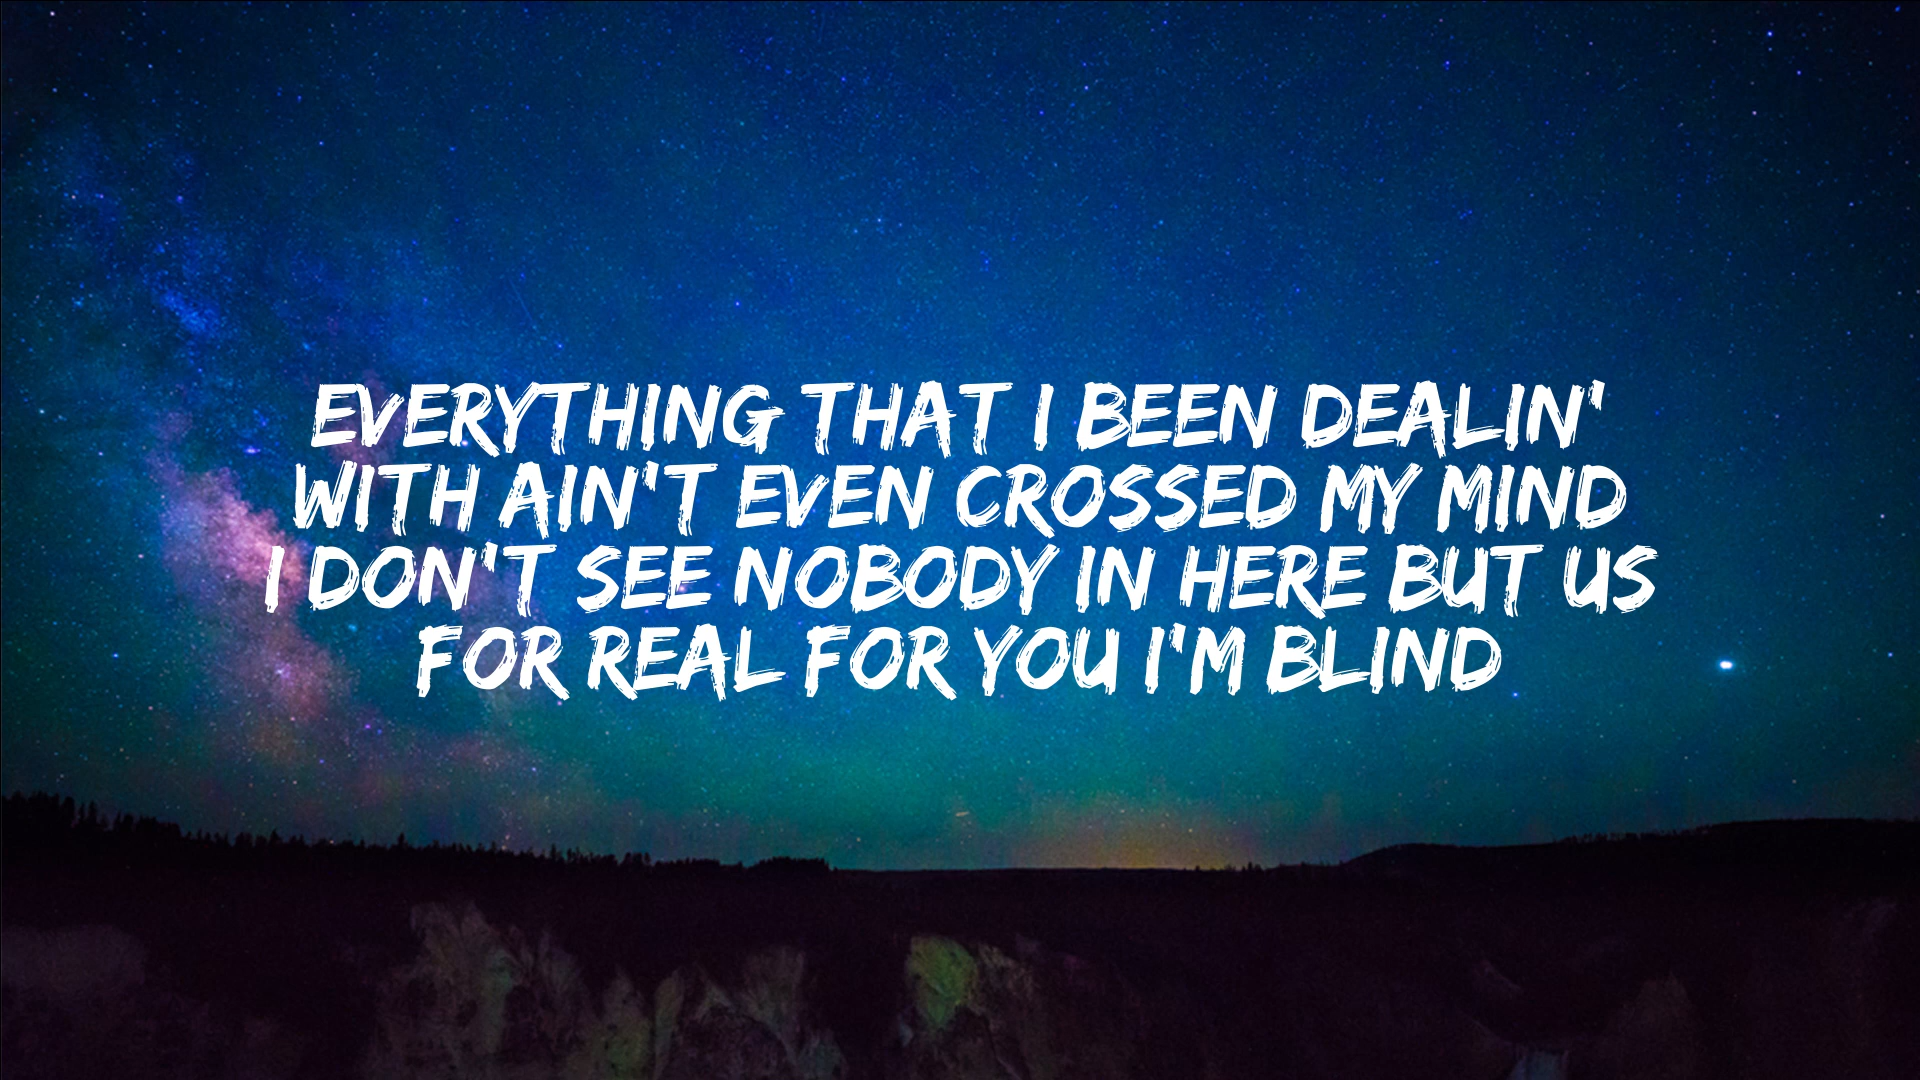 EVERYTHING THAT I BEEN DEALIN'
WITH AIN'T EVEN CROSSED MY MIND
I DON'T SEE NOBODY IN HERE BUT US
FOR REAL FOR YOU I'M BLIND